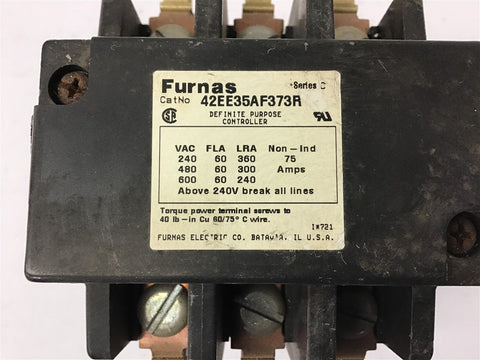 Furnas
Series C
Cat No 42EE35AF373R
DEFINITE PURPOSE
CONTROLLER
VAC FLA LRA Non-Ind
240 60 360 75
480 60 300 Amps
600 60 240
Above 240V break all lines
Torque power terminal screws to
40 lb-in Cu 60/75° C wire.
1*721
FURNAS ELECTRIC CO. BATAVIA, IL U.S.A.